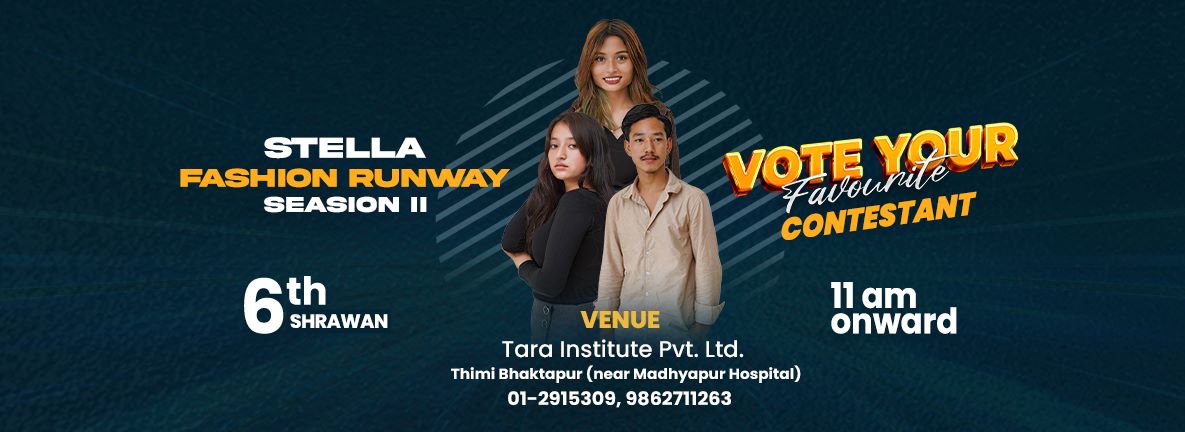 STELLA
FASHION RUNWAY
SEASION II
VOTE YOUR
Favourite
CONTESTANT
6th
SHRAWAN
11 am
onward
VENUE
Tara Institute Pvt. Ltd.
Thimi Bhaktapur (near Madhyapur Hospital)
01-2915309, 9862711263